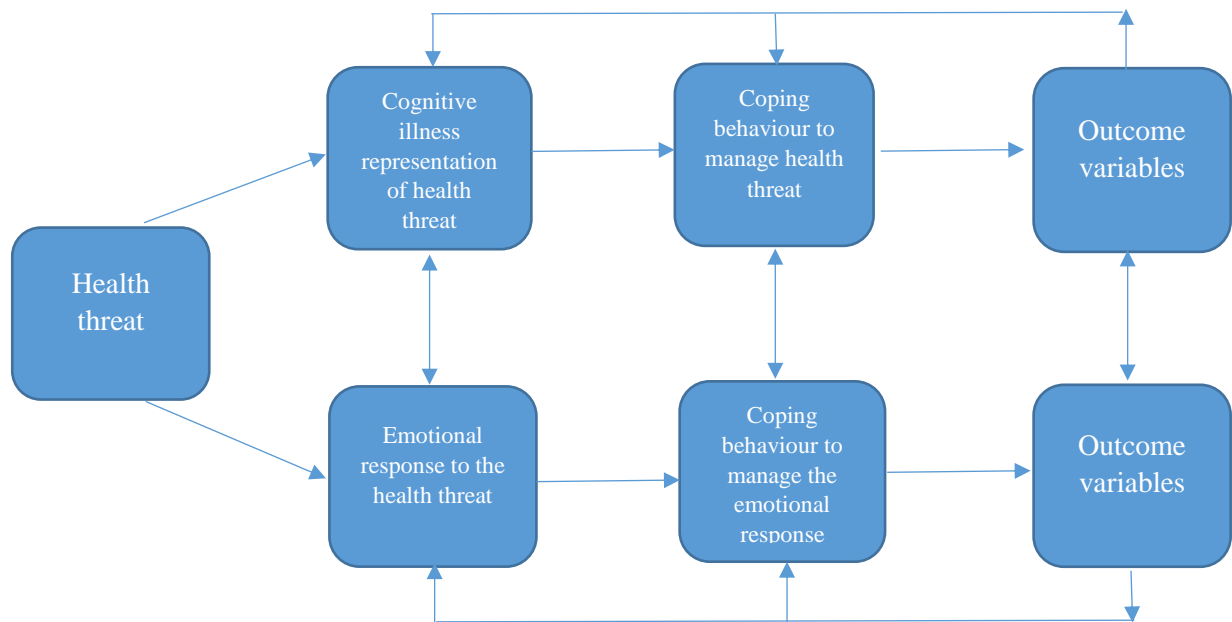 Health
threat
Cognitive
illness
representation
of health
threat
Coping
behaviour to
manage health
threat
Outcome
variables
Emotional
response to the
health threat
Coping
behaviour to
manage the
emotional
response
Outcome
variables